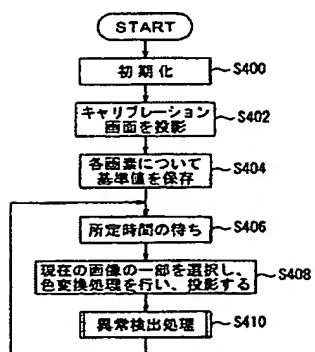 START
初期化
S400
キャリブレーション
画面を投影
S402
各画素について
基準値を保存
S404
所定時間の待ち
S406
現在の画像の一部を選択し、
色変換処理を行い、投影する
S408
異常検出処理
S410